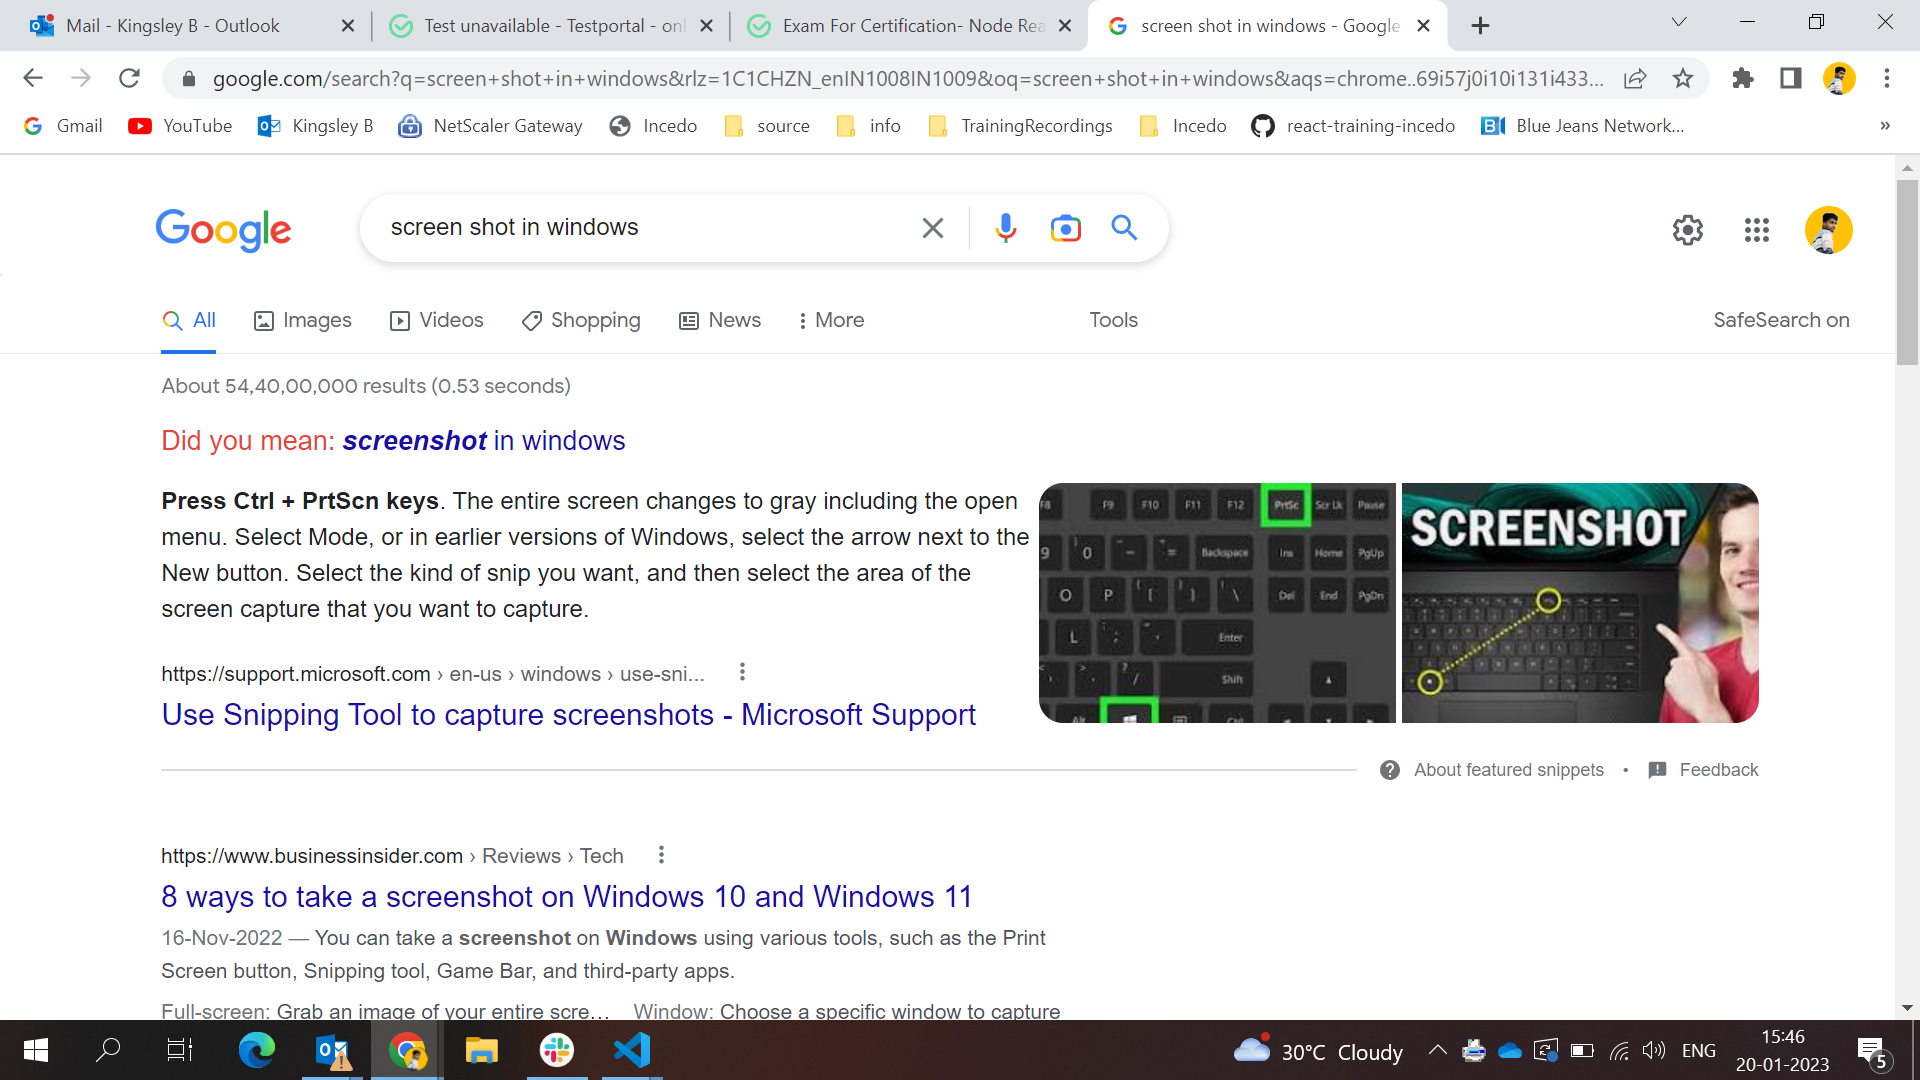 Mail - Kingsley B - Outlook
Test unavailable - Testportal - onl
Exam For Certification- Node Rea
screen shot in windows - Google
google.com/search?q=screen+shot+in+windows&rlz=1C1CHZN_enIN1008IN1009&oq=screen+shot+in+windows&aqs=chrome..69i57j0i10i131i433...
Gmail YouTube Kingsley B NetScaler Gateway Incedo source info TrainingRecordings Incedo react-training-incedo Blue Jeans Network... »
Google
screen shot in windows
All Images Videos Shopping News More Tools SafeSearch on
About 54,40,00,000 results (0.53 seconds)
Did you mean: screenshot in windows
Press Ctrl + PrtScn keys. The entire screen changes to gray including the open
menu. Select Mode, or in earlier versions of Windows, select the arrow next to the
New button. Select the kind of snip you want, and then select the area of the
screen capture that you want to capture.
F8 F9 F10 F11 F12 PrtSc Scr Lk Pause
9 0 - = Backspace Ins Home PgUp
O P [ ] \ Del End PgDn
L ; Enter
/ Shift
Alt Ctrl
SCREENSHOT
https://support.microsoft.com › en-us › windows › use-sni...
Use Snipping Tool to capture screenshots - Microsoft Support
About featured snippets • Feedback
https://www.businessinsider.com › Reviews › Tech
8 ways to take a screenshot on Windows 10 and Windows 11
16-Nov-2022 — You can take a screenshot on Windows using various tools, such as the Print
Screen button, Snipping tool, Game Bar, and third-party apps.
Full-screen: Grab an image of your entire scre... Window: Choose a specific window to capture
30°C Cloudy
ENG
15:46
20-01-2023
5